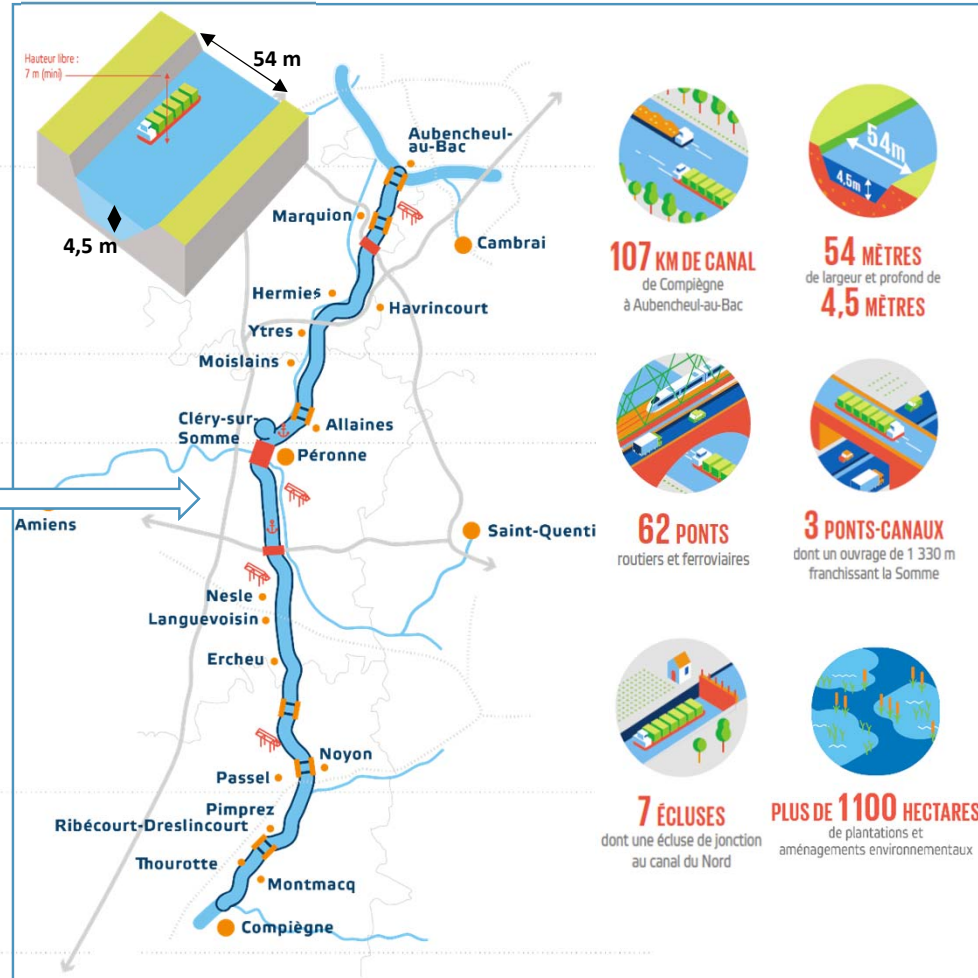 Hauteur libre :
7 m (mini)
54 m
4,5 m
Aubencheul-
au-Bac
Marquion
Cambrai
Hermies
Havrincourt
Ytres
Moislains
Cléry-sur-
Somme
Allaines
Péronne
Amiens
Saint-Quenti
Nesle
Languevoisin
Ercheu
Noyon
Passel
Pimprez
Ribécourt-Dreslincourt
Thourotte
Montmacq
Compiègne
107 KM DE CANAL
de Compiègne
à Aubencheul-au-Bac
54m
4.5m
54 MÈTRES
de largeur et profond de
4,5 MÈTRES
62 PONTS
routiers et ferroviaires
3 PONTS-CANAUX
dont un ouvrage de 1 330 m
franchissant la Somme
7 ÉCLUSES
dont une écluse de jonction
au canal du Nord
PLUS DE 1100 HECTARES
de plantations et
aménagements environnementaux